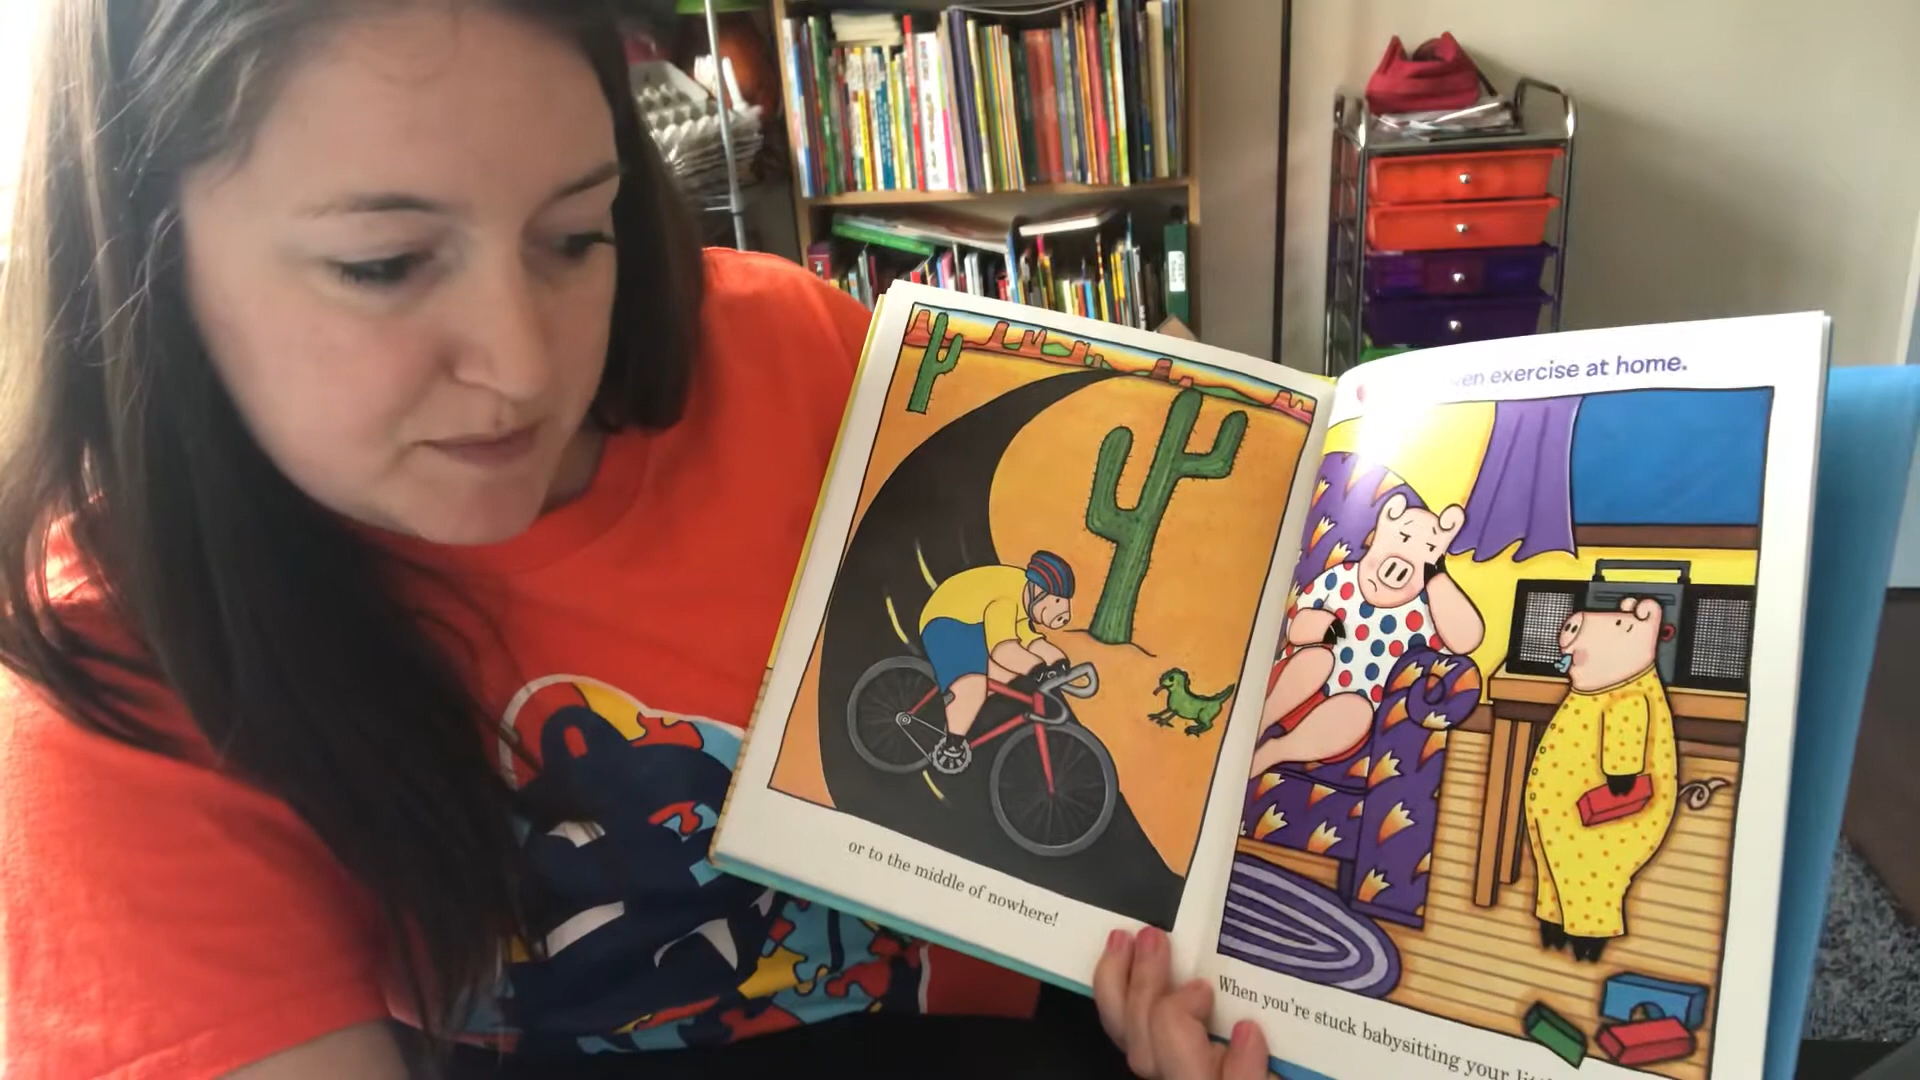 or to the middle of nowhere!
exercise at home.
When you're stuck babysitting your